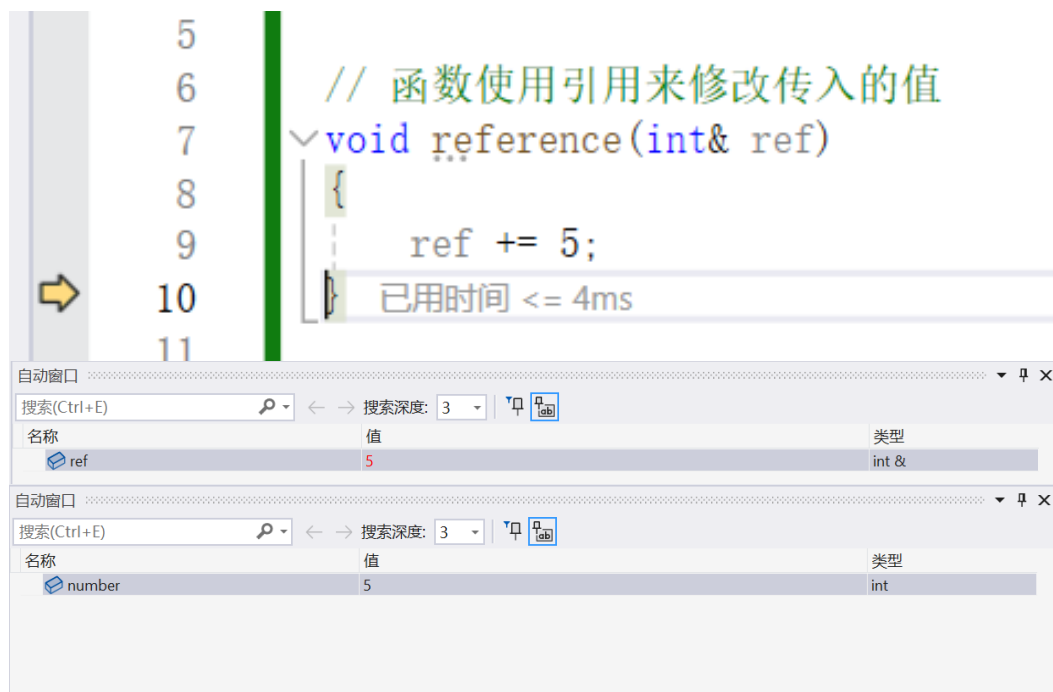 5
6 // 函数使用引用来修改传入的值
7 void reference(int& ref)
8 {
9 ref += 5;
10 } 已用时间 <= 4ms
11
自动窗口
搜索(Ctrl+E) 搜索深度: 3
名称 值 类型
ref 5 int &
自动窗口
搜索(Ctrl+E) 搜索深度: 3
名称 值 类型
number 5 int